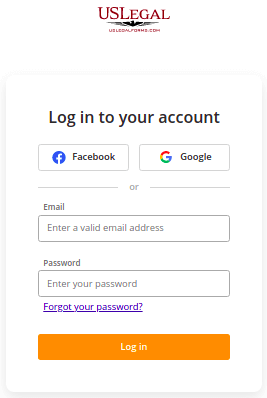 USLEGAL
USLEGALFORMS.COM
Log in to your account
Facebook
Google
or
Email
Enter a valid email address
Password
Enter your password
Forgot your password?
Log in